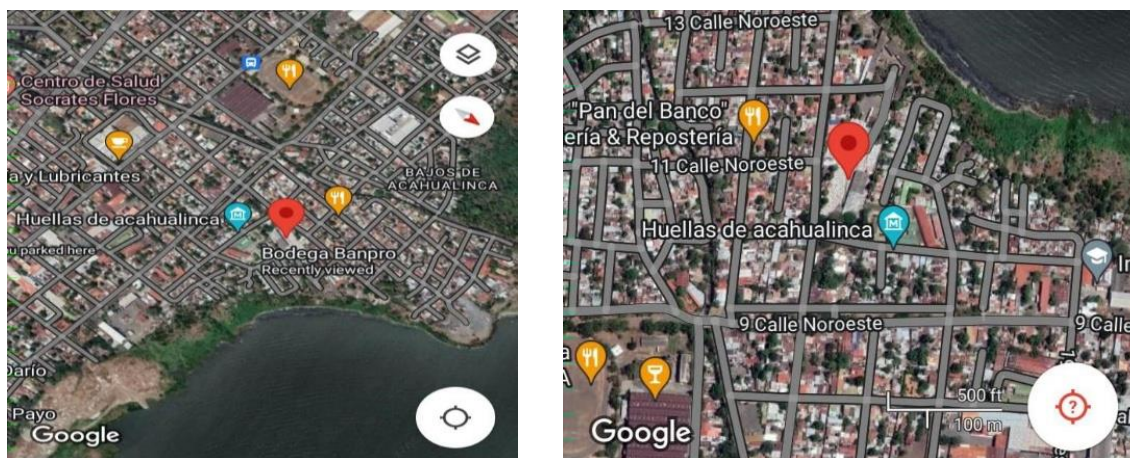 Centro de Salud
Socrates Flores
a y Lubricantes
BAJOS DE
ACAHUALINCA
Huellas de acahualinca
u parked here
Bodega Banpro
Recently viewed
Darío
Payo
Google
13 Calle Noroeste
"Pan del Banco"
ería & Repostería
11 Calle Noroeste
Huellas de acahualinca
In
9 Calle Noroeste
9 Calle
a
A
500 ft
100 m
Google